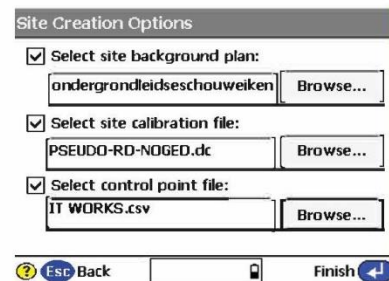 Site Creation Options
Select site background plan:
ondergrondleidseschouweiken Browse...
Select site calibration file:
PSEUDO-RD-NOGEO.dc Browse...
Select control point file:
IT WORKS.csv Browse...
? Esc Back Finish